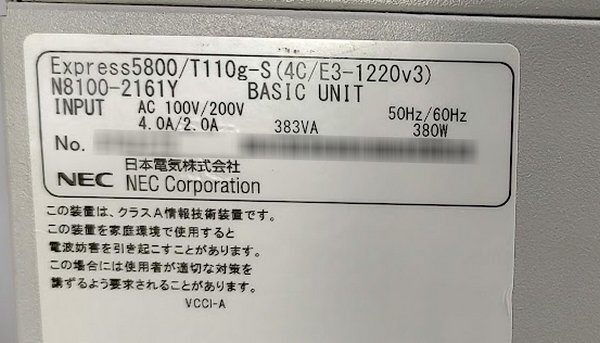 Express5800/T110g-S(4C/E3-1220v3)
N8100-2161Y BASIC UNIT
INPUT AC 100V/200V 50Hz/60Hz
4.0A/2.0A 383VA 380W
No.
日本電気株式会社
NEC NEC Corporation
この装置は、クラスA情報技術装置です。
この装置を家庭環境で使用すると
電波妨害を引き起こすことがあります。
この場合には使用者が適切な対策を
講ずるよう要求されることがあります。
VCCI-A